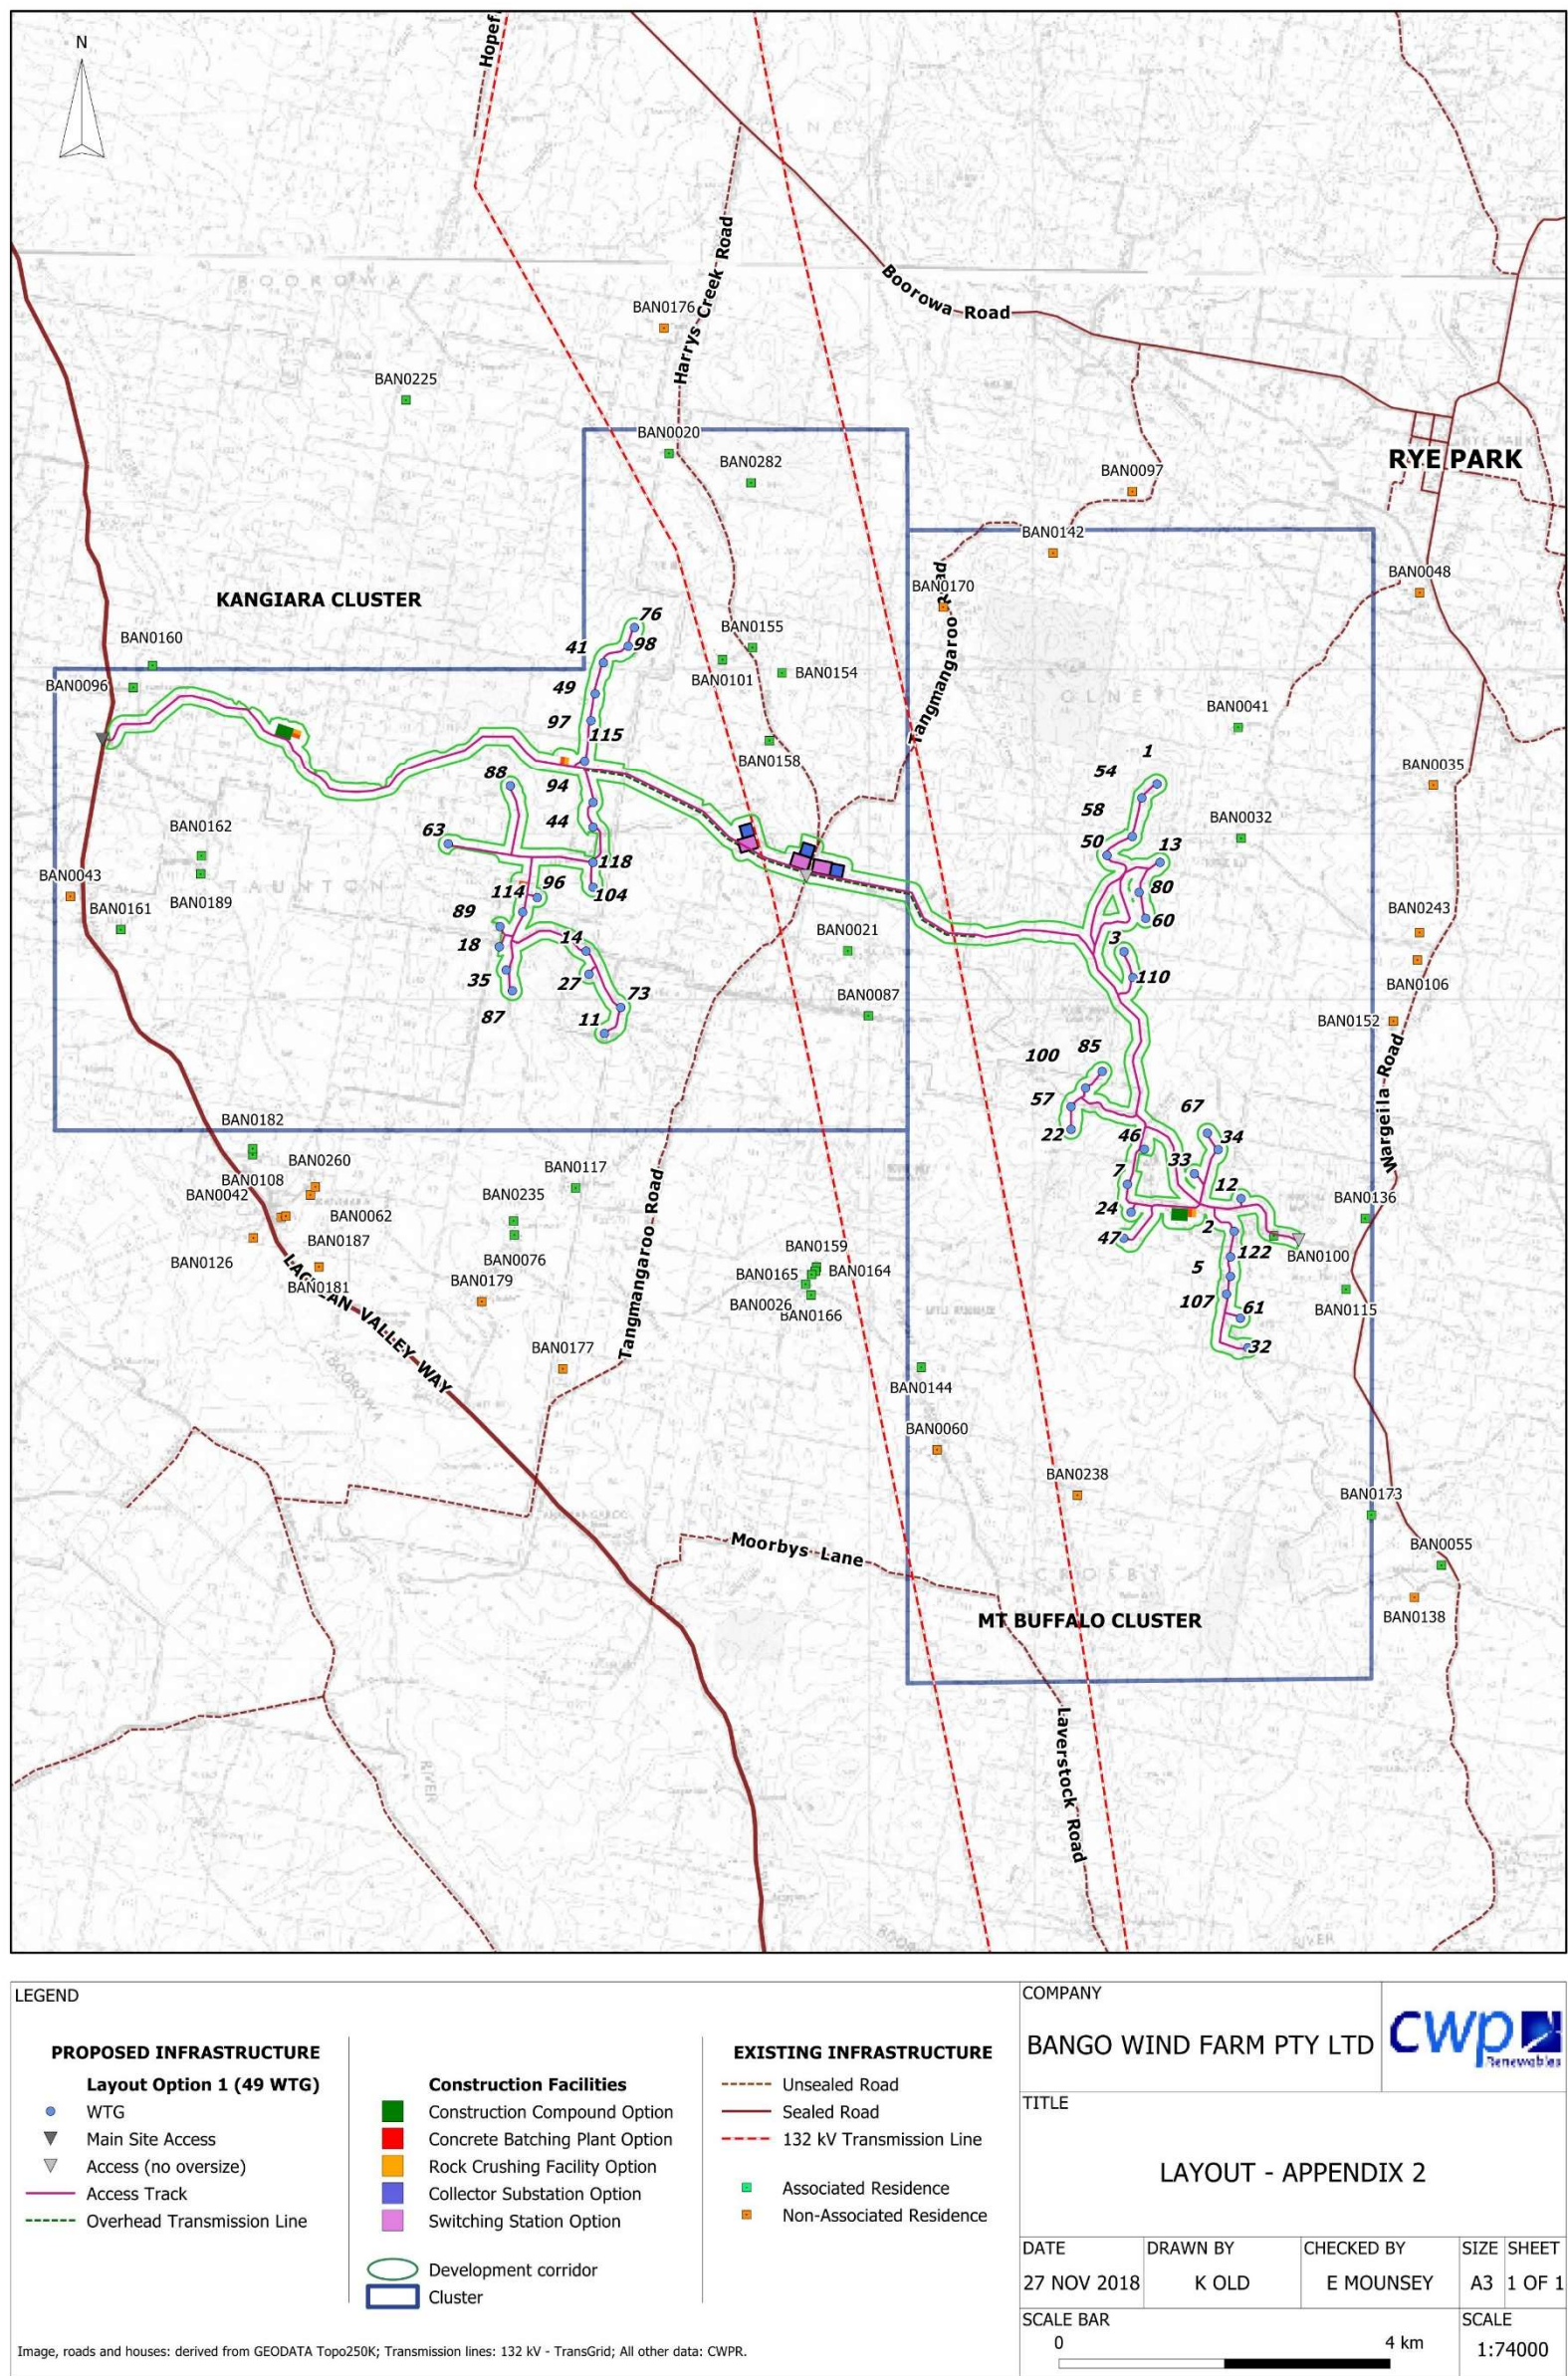 N
Hopef
Boorowa Road
Harrys Creek Road
BAN0176
BAN0225
BAN0020
BAN0282
RYE PARK
BAN0097
BAN0142
BAN0048
BAN0170
Tangmangaroo Road
KANGIARA CLUSTER
BAN0160
BAN0096
BAN0155
BAN0101
BAN0154
BAN0158
BAN0041
BAN0035
BAN0032
76
98
41
49
97
115
88
94
44
63
118
96
104
114
89
18
14
35
27
73
87
11
1
54
58
50
13
80
60
3
110
BAN0162
BAN0043
TAUNTON
BAN0189
BAN0161
BAN0021
BAN0087
BAN0243
BAN0106
BAN0152
Wargeila Road
100
85
57
22
67
46
34
33
7
12
24
2
47
122
5
107
61
32
BAN0182
BAN0260
BAN0108
BAN0042
BAN0062
BAN0187
BAN0126
BAN0181
BAN0117
BAN0235
BAN0076
BAN0179
BAN0177
Tangmangaroo Road
BAN0159
BAN0165
BAN0164
BAN0026
BAN0166
BAN0136
BAN0100
BAN0115
LACHLAN VALLEY WAY
BAN0144
BAN0060
BAN0238
BAN0173
BAN0055
BAN0138
Moorbys Lane
CROSBY
MT BUFFALO CLUSTER
Laverstock Road
LEGEND
PROPOSED INFRASTRUCTURE
Layout Option 1 (49 WTG)
WTG
Main Site Access
Access (no oversize)
Access Track
Overhead Transmission Line
Construction Facilities
Construction Compound Option
Concrete Batching Plant Option
Rock Crushing Facility Option
Collector Substation Option
Switching Station Option
Development corridor
Cluster
EXISTING INFRASTRUCTURE
Unsealed Road
Sealed Road
132 kV Transmission Line
Associated Residence
Non-Associated Residence
Image, roads and houses: derived from GEODATA Topo250K; Transmission lines: 132 kV - TransGrid; All other data: CWPR.
COMPANY
BANGO WIND FARM PTY LTD
cwp
Renewables
TITLE
LAYOUT - APPENDIX 2
DATE
27 NOV 2018
DRAWN BY
K OLD
CHECKED BY
E MOUNSEY
SIZE
A3
SHEET
1 OF 1
SCALE BAR
0
4 km
SCALE
1:74000